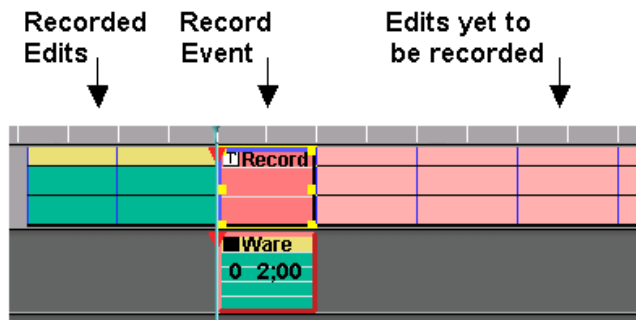 Recorded Edits
Record Event
Edits yet to be recorded
T Record
Ware
0 2;00